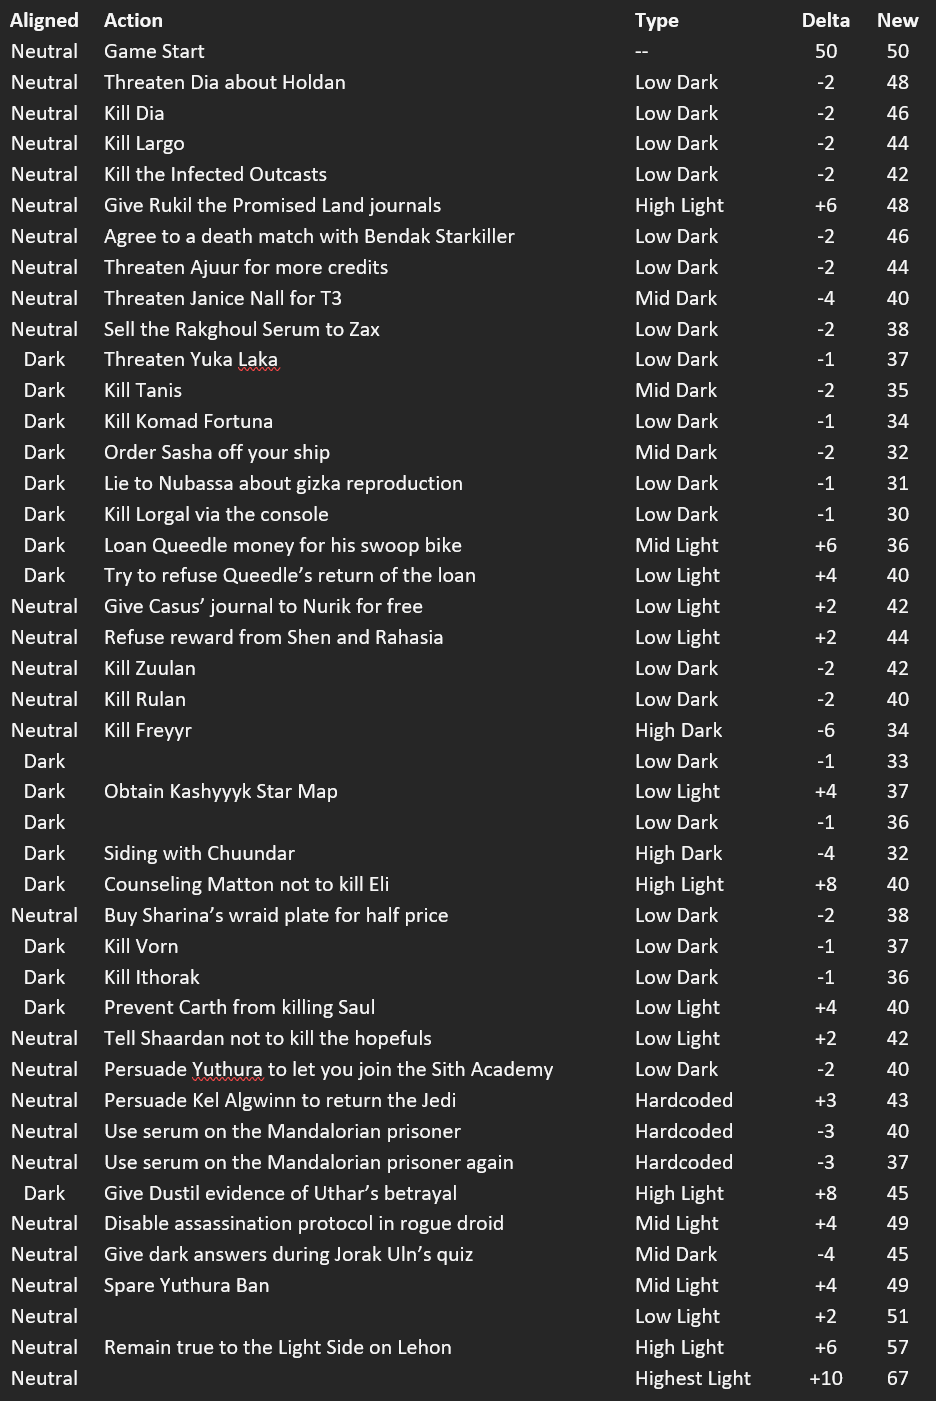 Aligned Action Type Delta New
Neutral Game Start -- 50 50
Neutral Threaten Dia about Holdan Low Dark -2 48
Neutral Kill Dia Low Dark -2 46
Neutral Kill Largo Low Dark -2 44
Neutral Kill the Infected Outcasts Low Dark -2 42
Neutral Give Rukil the Promised Land journals High Light +6 48
Neutral Agree to a death match with Bendak Starkiller Low Dark -2 46
Neutral Threaten Ajuur for more credits Low Dark -2 44
Neutral Threaten Janice Nall for T3 Mid Dark -4 40
Neutral Sell the Rakghoul Serum to Zax Low Dark -2 38
Dark Threaten Yuka Laka Low Dark -1 37
Dark Kill Tanis Mid Dark -2 35
Dark Kill Komad Fortuna Low Dark -1 34
Dark Order Sasha off your ship Mid Dark -2 32
Dark Lie to Nubassa about gizka reproduction Low Dark -1 31
Dark Kill Lorgal via the console Low Dark -1 30
Dark Loan Queedle money for his swoop bike Mid Light +6 36
Dark Try to refuse Queedle’s return of the loan Low Light +4 40
Neutral Give Casus’ journal to Nurik for free Low Light +2 42
Neutral Refuse reward from Shen and Rahasia Low Light +2 44
Neutral Kill Zuulan Low Dark -2 42
Neutral Kill Rulan Low Dark -2 40
Neutral Kill Freyyr High Dark -6 34
Dark Low Dark -1 33
Dark Obtain Kashyyyk Star Map Low Light +4 37
Dark Low Dark -1 36
Dark Siding with Chuundar High Dark -4 32
Dark Counseling Matton not to kill Eli High Light +8 40
Neutral Buy Sharina’s wraid plate for half price Low Dark -2 38
Dark Kill Vorn Low Dark -1 37
Dark Kill Ithorak Low Dark -1 36
Dark Prevent Carth from killing Saul Low Light +4 40
Neutral Tell Shaardan not to kill the hopefuls Low Light +2 42
Neutral Persuade Yuthura to let you join the Sith Academy Low Dark -2 40
Neutral Persuade Kel Algwinn to return the Jedi Hardcoded +3 43
Neutral Use serum on the Mandalorian prisoner Hardcoded -3 40
Neutral Use serum on the Mandalorian prisoner again Hardcoded -3 37
Dark Give Dustil evidence of Uthar’s betrayal High Light +8 45
Neutral Disable assassination protocol in rogue droid Mid Light +4 49
Neutral Give dark answers during Jorak Uln’s quiz Mid Dark -4 45
Neutral Spare Yuthura Ban Mid Light +4 49
Neutral Low Light +2 51
Neutral Remain true to the Light Side on Lehon High Light +6 57
Neutral Highest Light +10 67